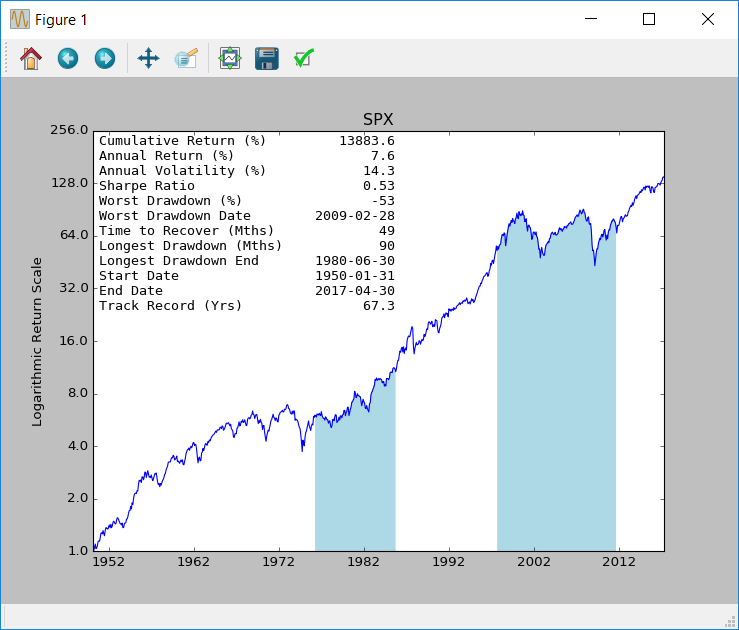 Figure 1
SPX
256.0
128.0
64.0
32.0
16.0
8.0
4.0
2.0
1.0
Logarithmic Return Scale
Cumulative Return (%) 13883.6
Annual Return (%) 7.6
Annual Volatility (%) 14.3
Sharpe Ratio 0.53
Worst Drawdown (%) -53
Worst Drawdown Date 2009-02-28
Time to Recover (Mths) 49
Longest Drawdown (Mths) 90
Longest Drawdown End 1980-06-30
Start Date 1950-01-31
End Date 2017-04-30
Track Record (Yrs) 67.3
1952 1962 1972 1982 1992 2002 2012